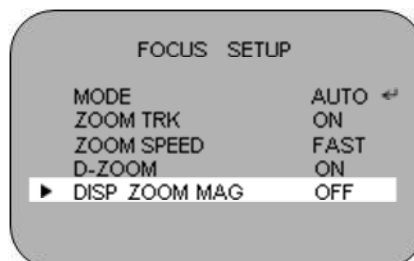 FOCUS SETUP
MODE AUTO ↵
ZOOM TRK ON
ZOOM SPEED FAST
D-ZOOM ON
► DISP ZOOM MAG OFF